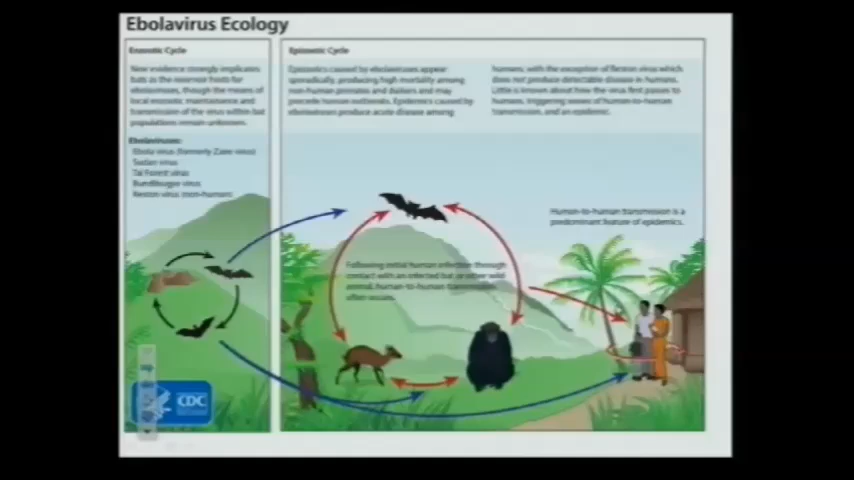 Ebolavirus Ecology
Enzootic Cycle
New evidence strongly implicates
bats as the reservoir hosts for
ebolaviruses, though the means of
local enzootic maintainance and
transmission of the virus within bat
populations remain unknown.
Ebolaviruses:
Ebola virus (formerly Zaire virus)
Sudan virus
Tai Forest virus
Bundibugyo virus
Reston virus (non-human)
Epizootic Cycle
Epizootics caused by ebolaviruses appear
sporadically, producing high mortality among
non-human primates and duikers and may
precede human outbreaks. Epidemics caused by
ebolaviruses produce acute disease among
humans, with the exception of Reston virus which
does not produce detectable disease in humans.
Little is known about how the virus first passes to
humans, triggering waves of human-to-human
transmission, and an epidemic.
Human-to-human transmission is a
predominant feature of epidemics.
Following initial human infection through
contact with an infected bat or other wild
animal, human-to-human transmission
often occurs.
CDC